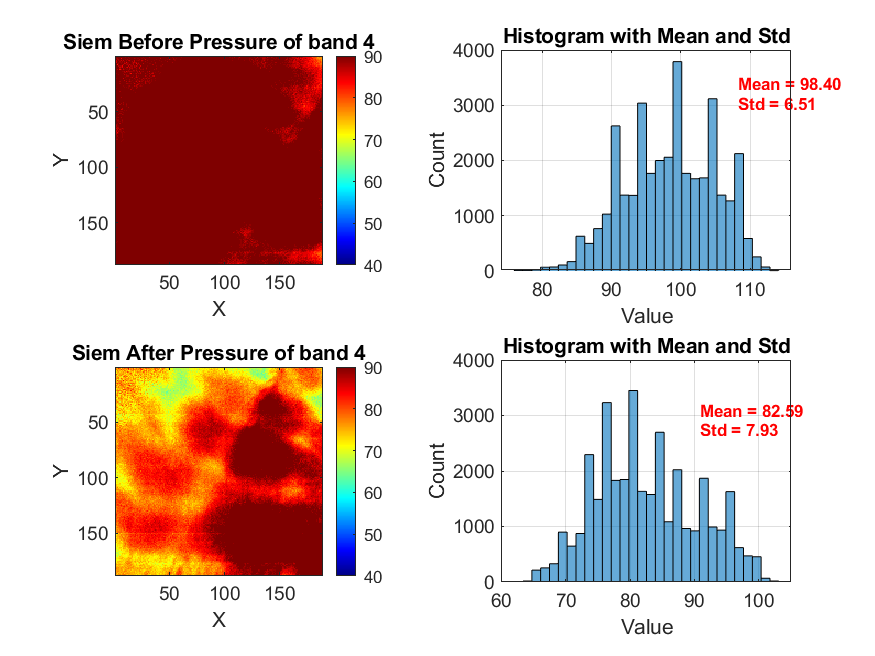 Siem Before Pressure of band 4
50
100
150
Y
50
100
150
X
90
80
70
60
50
40
Histogram with Mean and Std
4000
3000
2000
1000
0
Count
80
90
100
110
Value
Mean = 98.40
Std = 6.51
Siem After Pressure of band 4
50
100
150
Y
50
100
150
X
90
80
70
60
50
40
Histogram with Mean and Std
4000
3000
2000
1000
0
Count
60
70
80
90
100
Value
Mean = 82.59
Std = 7.93